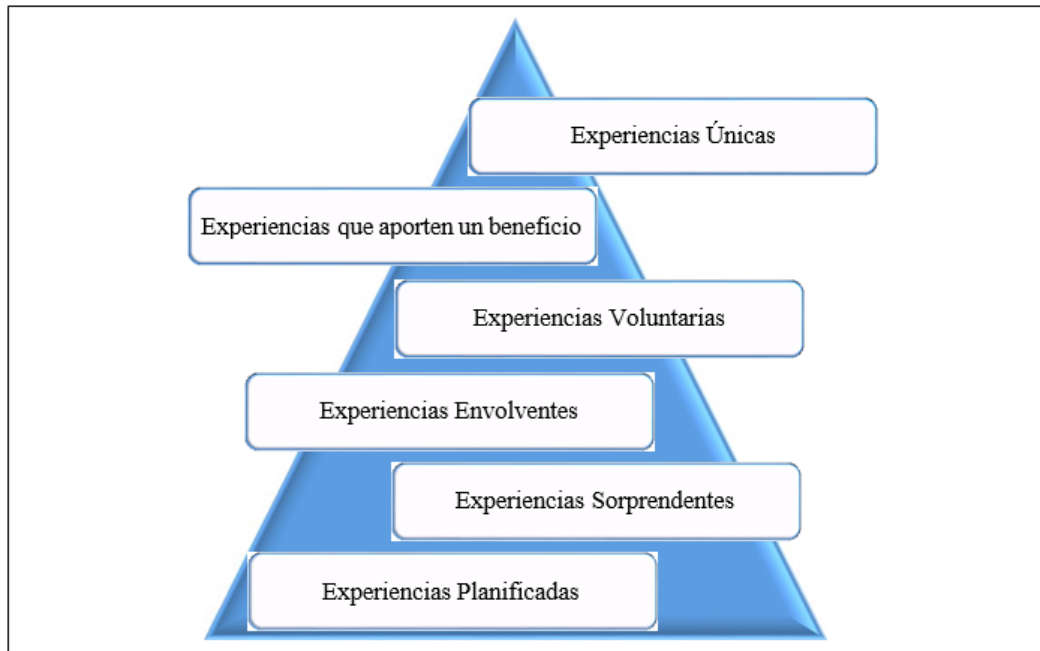 Experiencias Únicas
Experiencias que aporten un beneficio
Experiencias Voluntarias
Experiencias Envolventes
Experiencias Sorprendentes
Experiencias Planificadas